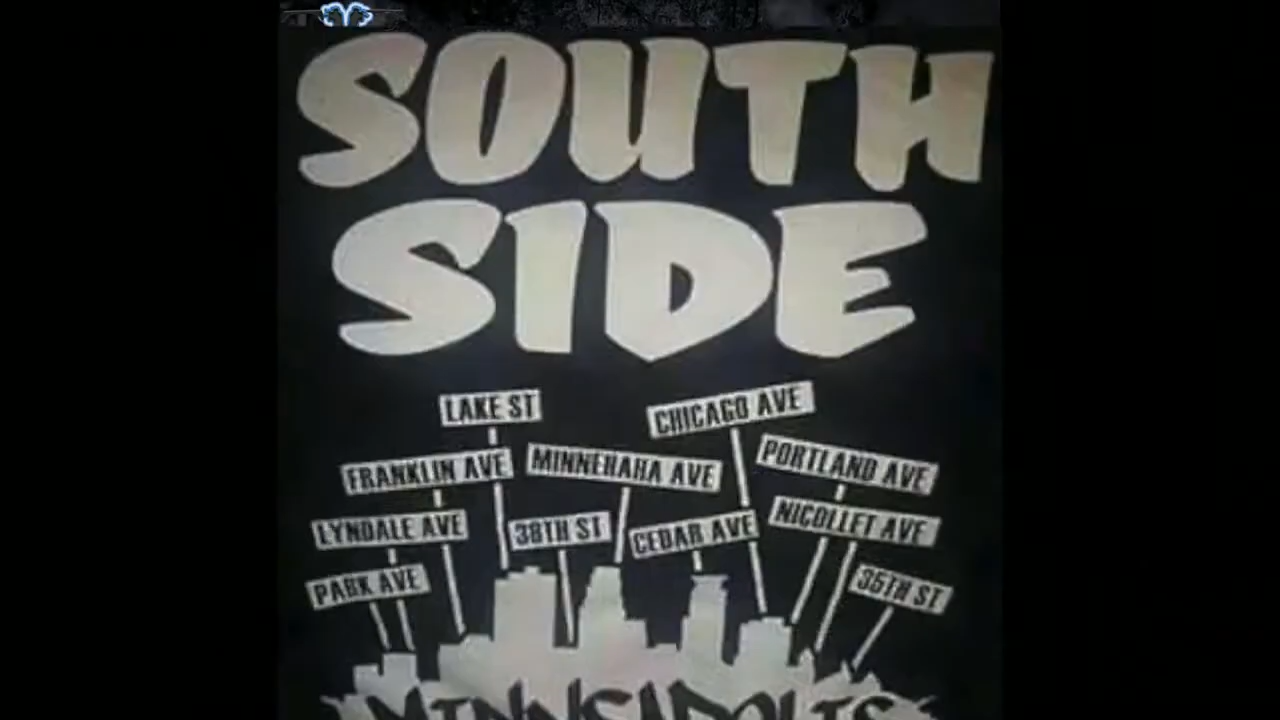 SOUTH
SIDE
LAKE ST
CHICAGO AVE
FRANKLIN AVE
MINNEHAHA AVE
PORTLAND AVE
LYNDALE AVE
38TH ST
CEDAR AVE
NICOLLET AVE
PARK AVE
35TH ST
MINNEAPOLIS